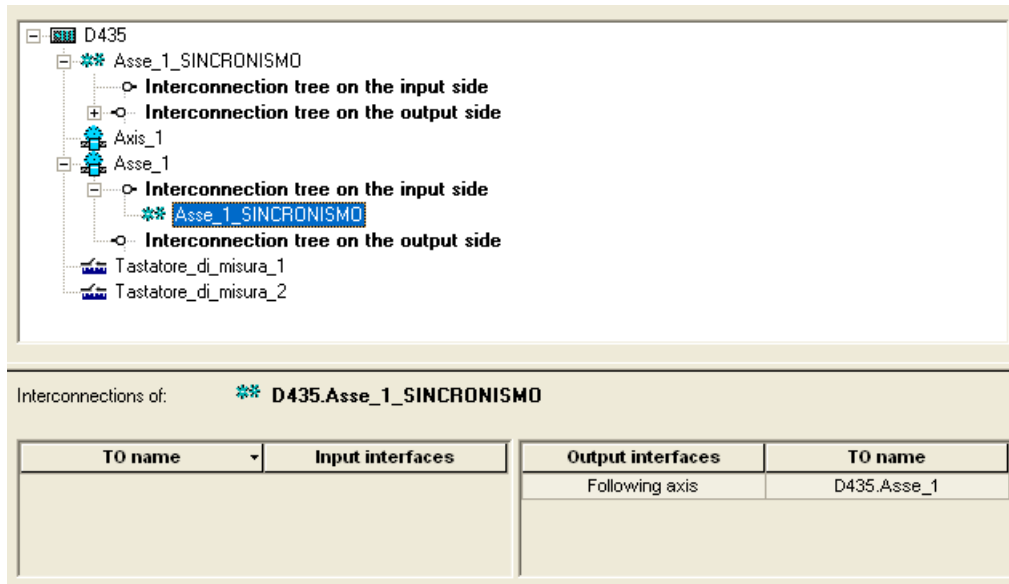 D435
Asse_1_SINCRONISMO
Interconnection tree on the input side
Interconnection tree on the output side
Axis_1
Asse_1
Interconnection tree on the input side
Asse_1_SINCRONISMO
Interconnection tree on the output side
Tastatore_di_misura_1
Tastatore_di_misura_2
Interconnections of: D435.Asse_1_SINCRONISMO
TO name Input interfaces Output interfaces TO name
Following axis D435.Asse_1